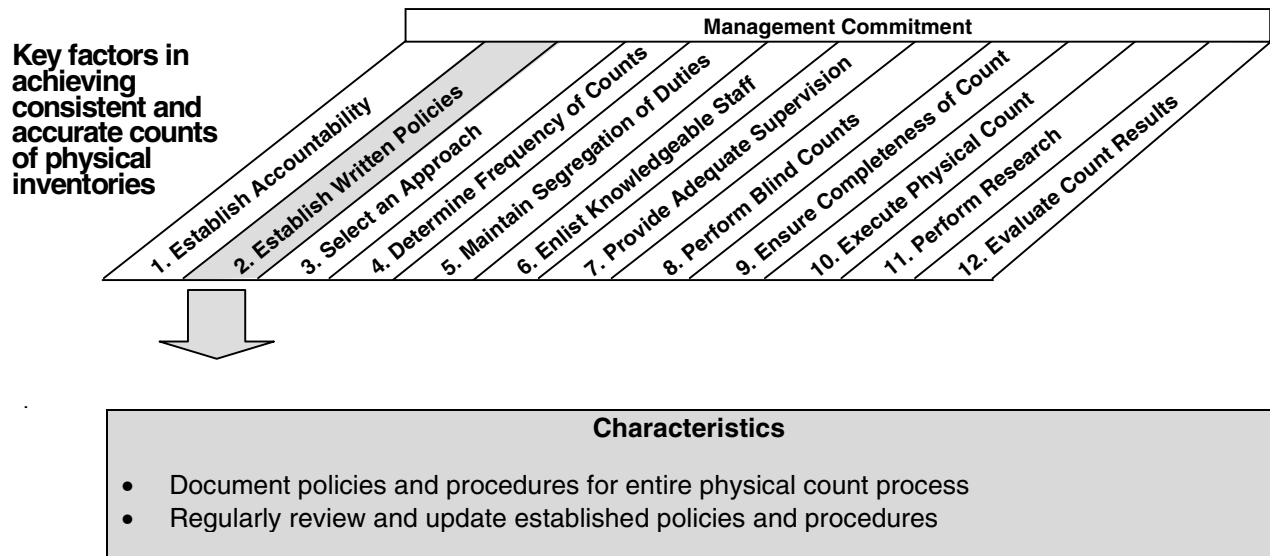 Management Commitment
Key factors in
achieving
consistent and
accurate counts
of physical
inventories
1. Establish Accountability
2. Establish Written Policies
3. Select an Approach
4. Determine Frequency of Counts
5. Maintain Segregation of Duties
6. Enlist Knowledgeable Staff
7. Provide Adequate Supervision
8. Perform Blind Counts
9. Ensure Completeness of Count
10. Execute Physical Count
11. Perform Research
12. Evaluate Count Results
.
Characteristics
• Document policies and procedures for entire physical count process
• Regularly review and update established policies and procedures